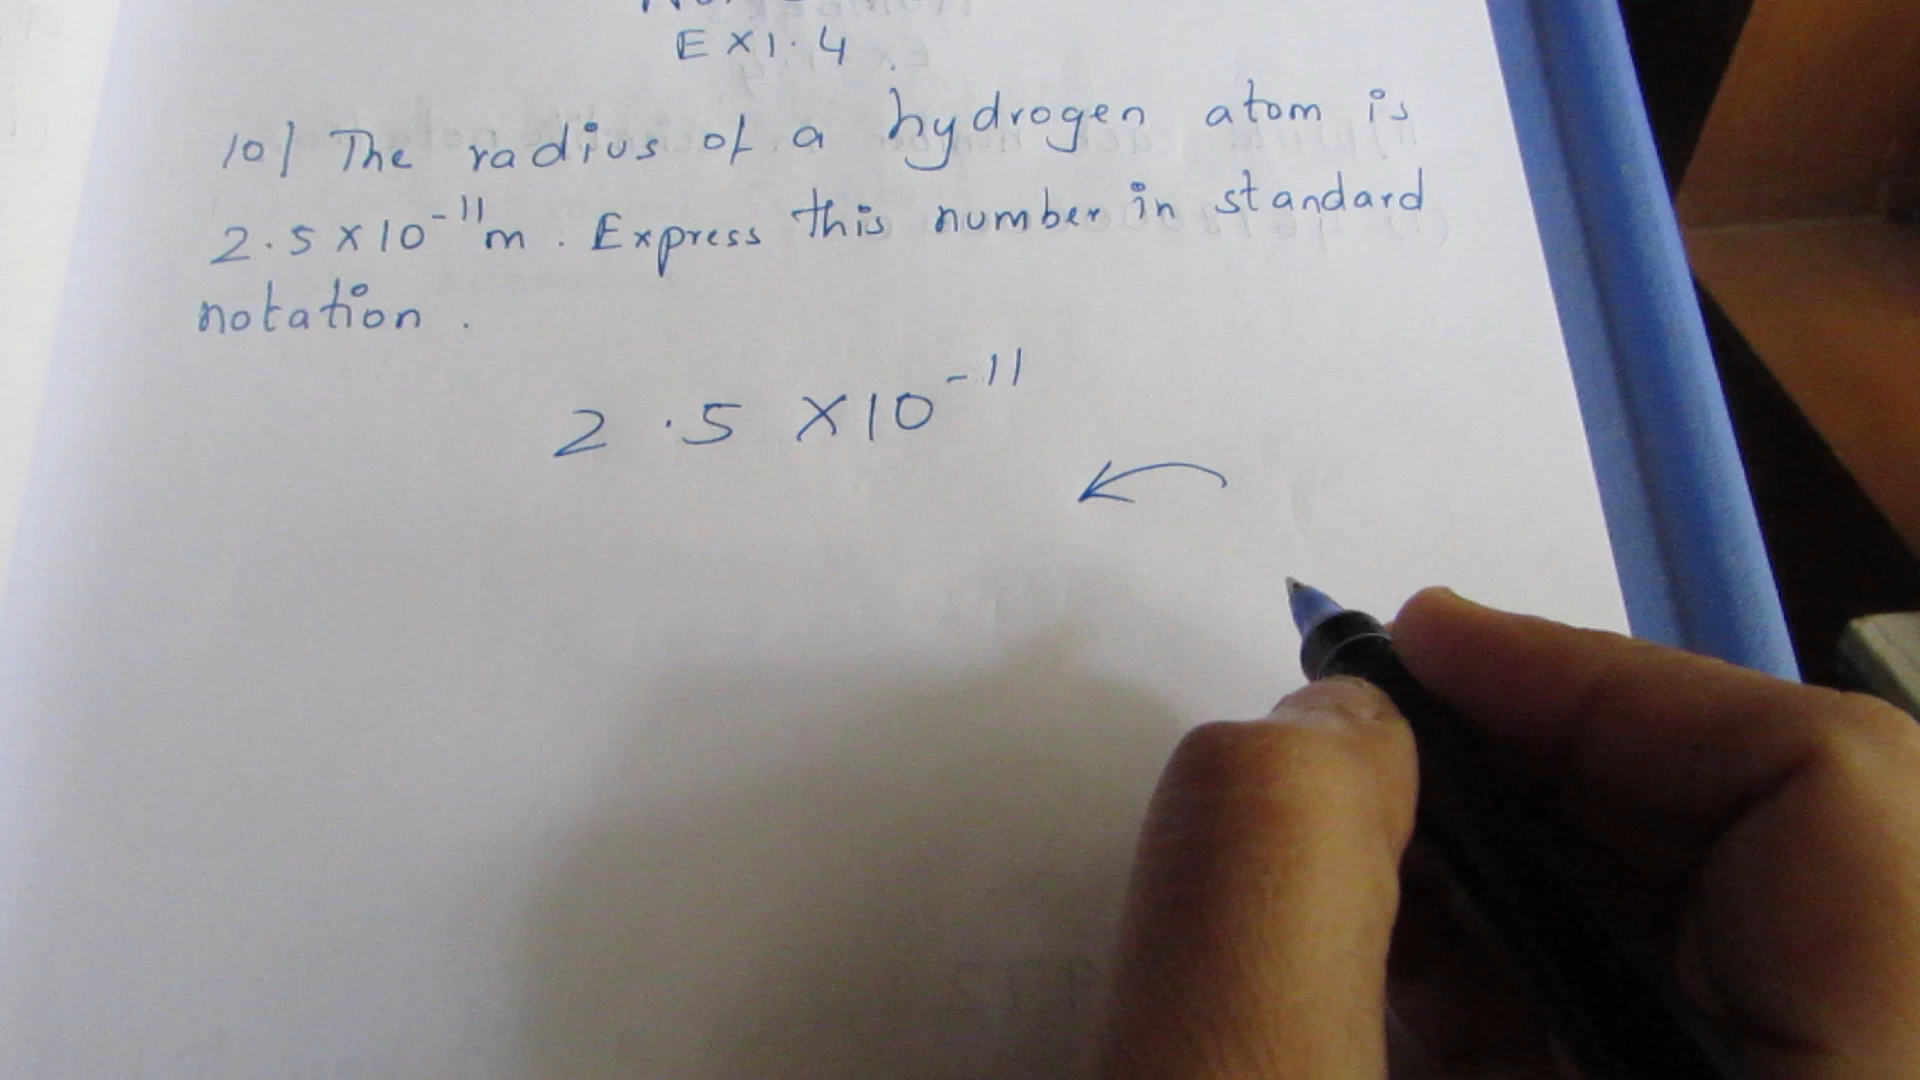 EX1.4
10) The radius of a hydrogen atom is
2.5 × 10⁻¹¹m. Express this number in standard
notation.
2.5 ×10⁻¹¹